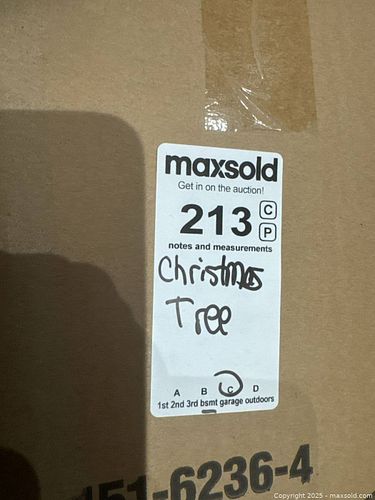 maxsold
Get in on the auction!
213 C
P
notes and measurements
Christmas
Tree
A B C D
1st 2nd 3rd bsmt garage outdoors
51-6236-4
Copyright 2025 - maxsold.com